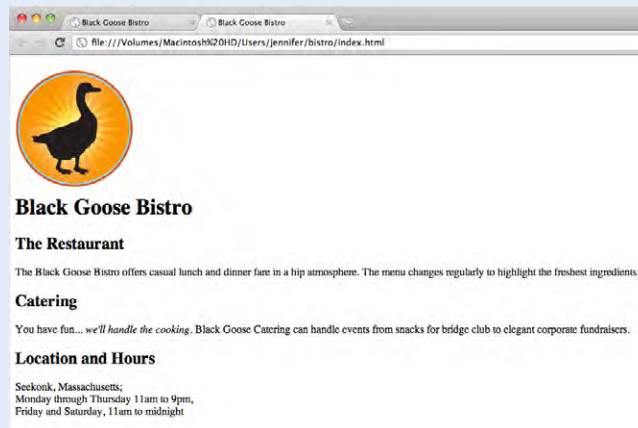 Black Goose Bistro
Black Goose Bistro
file:///Volumes/Macintosh%20HD/Users/jennifer/bistro/index.html
Black Goose Bistro
The Restaurant
The Black Goose Bistro offers casual lunch and dinner fare in a hip atmosphere. The menu changes regularly to highlight the freshest ingredients.
Catering
You have fun... we'll handle the cooking. Black Goose Catering can handle events from snacks for bridge club to elegant corporate fundraisers.
Location and Hours
Seekonk, Massachusetts;
Monday through Thursday 11am to 9pm,
Friday and Saturday, 11am to midnight